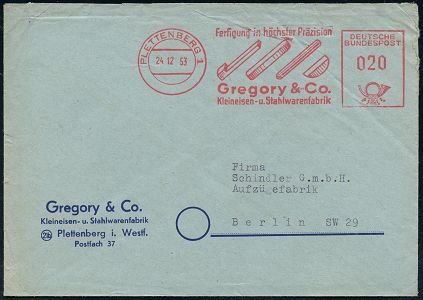 PLETTENBERG 1
24 12 53
Fertigung in höchster Präzision
Gregory & Co.
Kleineisen- u. Stahlwarenfabrik
DEUTSCHE
BUNDESPOST
020
Firma
Schindler G.m.b.H.
Aufzü efabrik
Berlin SW 29
Gregory & Co.
Kleineisen- u. Stahlwarenfabrik
21b Plettenberg i. Westf.
Postfach 37